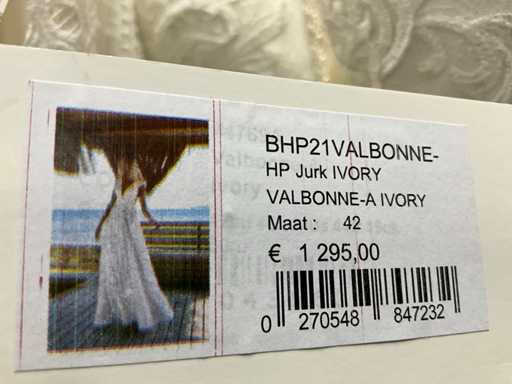 BHP21VALBONNE-
HP Jurk IVORY
VALBONNE-A IVORY
Maat : 42
€ 1 295,00
0 270548 847232